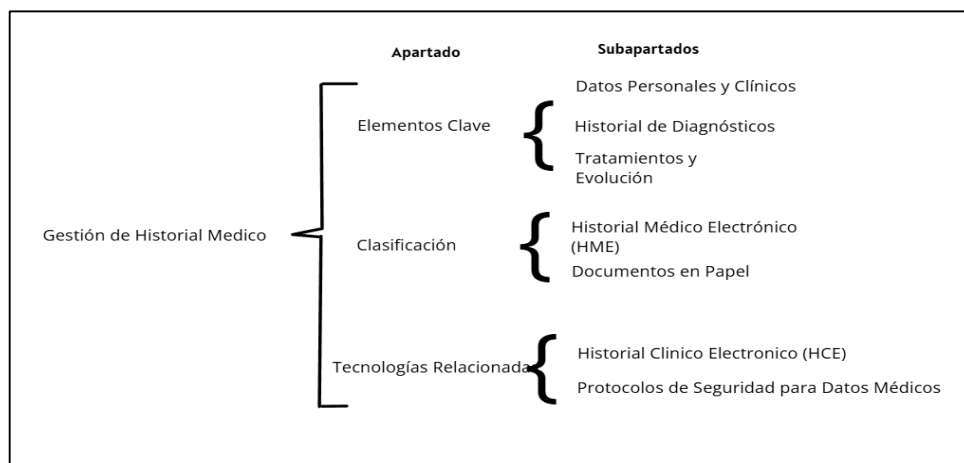 Apartado
Subapartados
Datos Personales y Clínicos
Elementos Clave
Historial de Diagnósticos
Tratamientos y
Evolución
Gestión de Historial Medico
Clasificación
Historial Médico Electrónico
(HME)
Documentos en Papel
Tecnologías Relacionada
Historial Clinico Electronico (HCE)
Protocolos de Seguridad para Datos Médicos